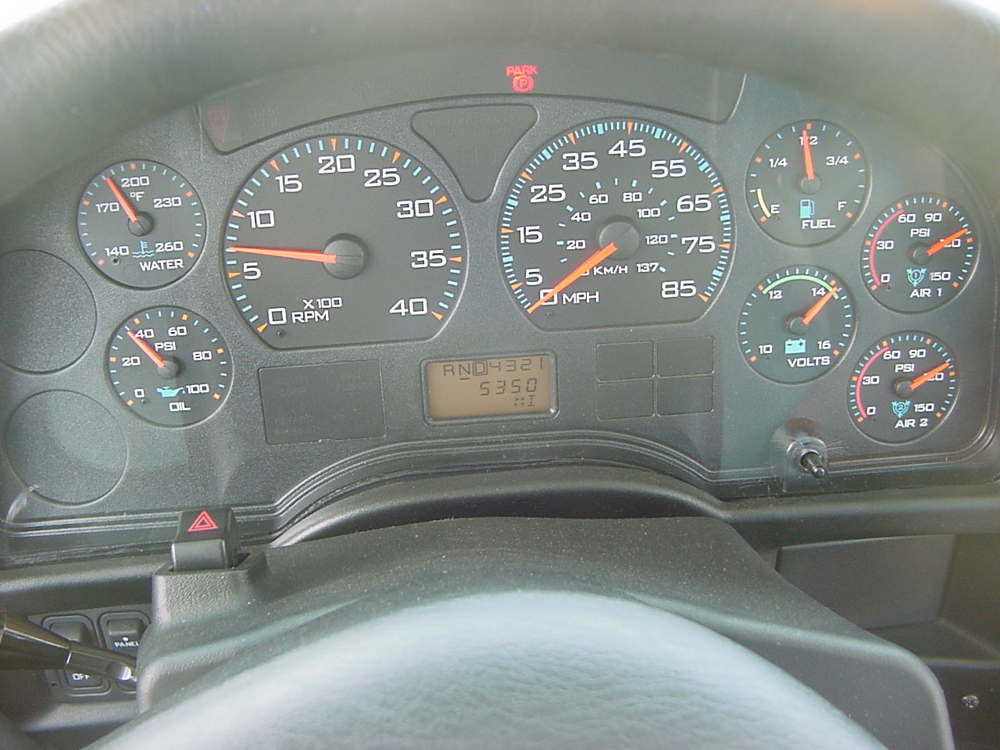 PARK
P
200
°F
170
230
140
260
WATER
40
60
PSI
20
80
0
100
OIL
20
15
25
10
30
5
35
X100
0 RPM
40
45
35
55
25
65
15
75
5
85
0 MPH
60
80
40
100
20
120
KM/H 137
RND4321
5350
MI
1/2
1/4
3/4
E
F
FUEL
12
14
10
16
VOLTS
60
90
PSI
30
0
1
150
AIR 1
60
90
PSI
30
0
2
150
AIR 2
PANEL
OFF